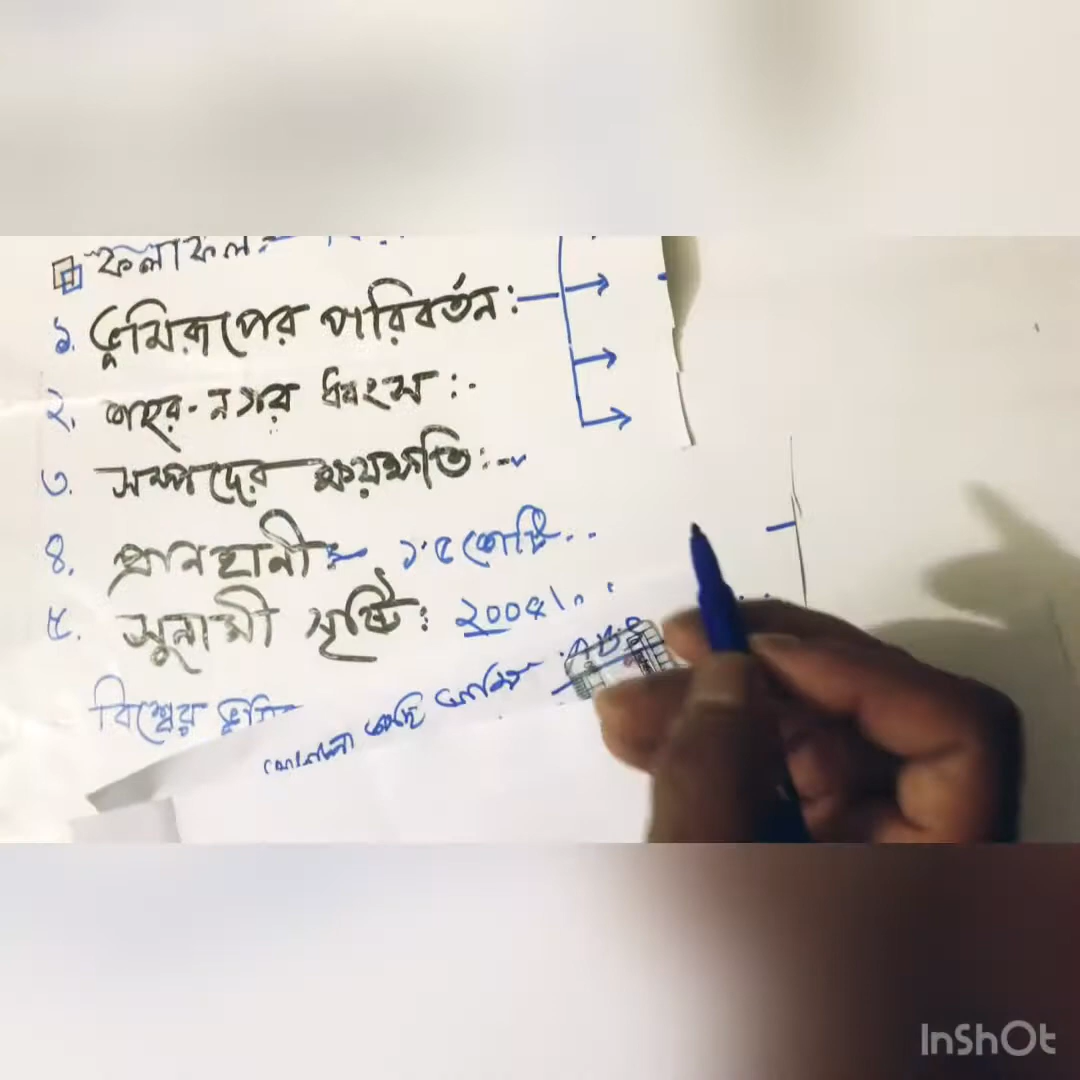 ফলাফল:
১. ভূমিরূপের পরিবর্তন:
২. শহর-নগর ধ্বংস:-
৩. সম্পদের ক্ষয়ক্ষতি:-
৪. প্রানহানী:- ১.৫ কোটি..
৫. সুনামী সৃষ্টি: ২০০৪
বিশ্বের ভূমি
InShOt